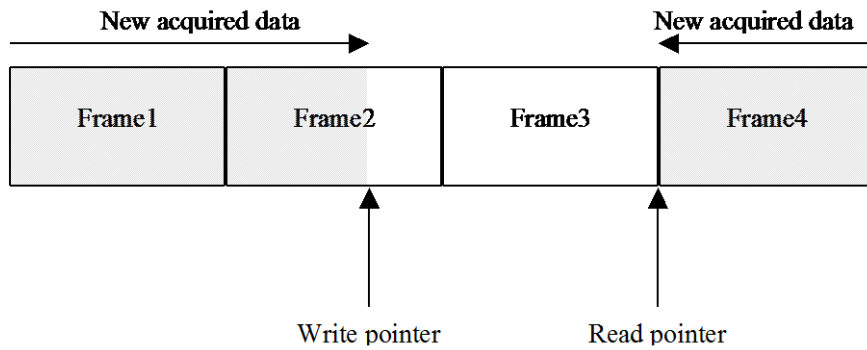 New acquired data
New acquired data
Frame1
Frame2
Frame3
Frame4
Write pointer
Read pointer